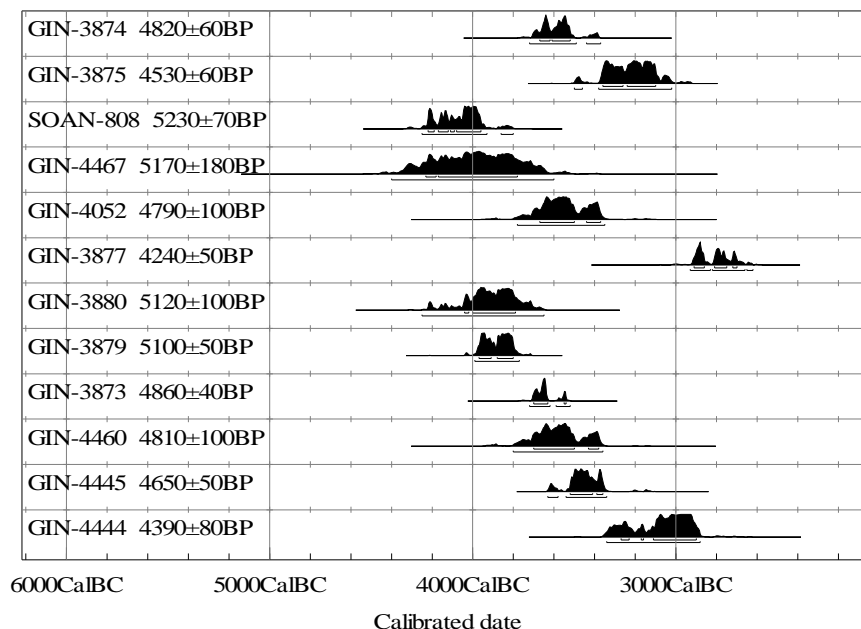 GIN-3874 4820±60BP
GIN-3875 4530±60BP
SOAN-808 5230±70BP
GIN-4467 5170±180BP
GIN-4052 4790±100BP
GIN-3877 4240±50BP
GIN-3880 5120±100BP
GIN-3879 5100±50BP
GIN-3873 4860±40BP
GIN-4460 4810±100BP
GIN-4445 4650±50BP
GIN-4444 4390±80BP
6000CalBC 5000CalBC 4000CalBC 3000CalBC
Calibrated date